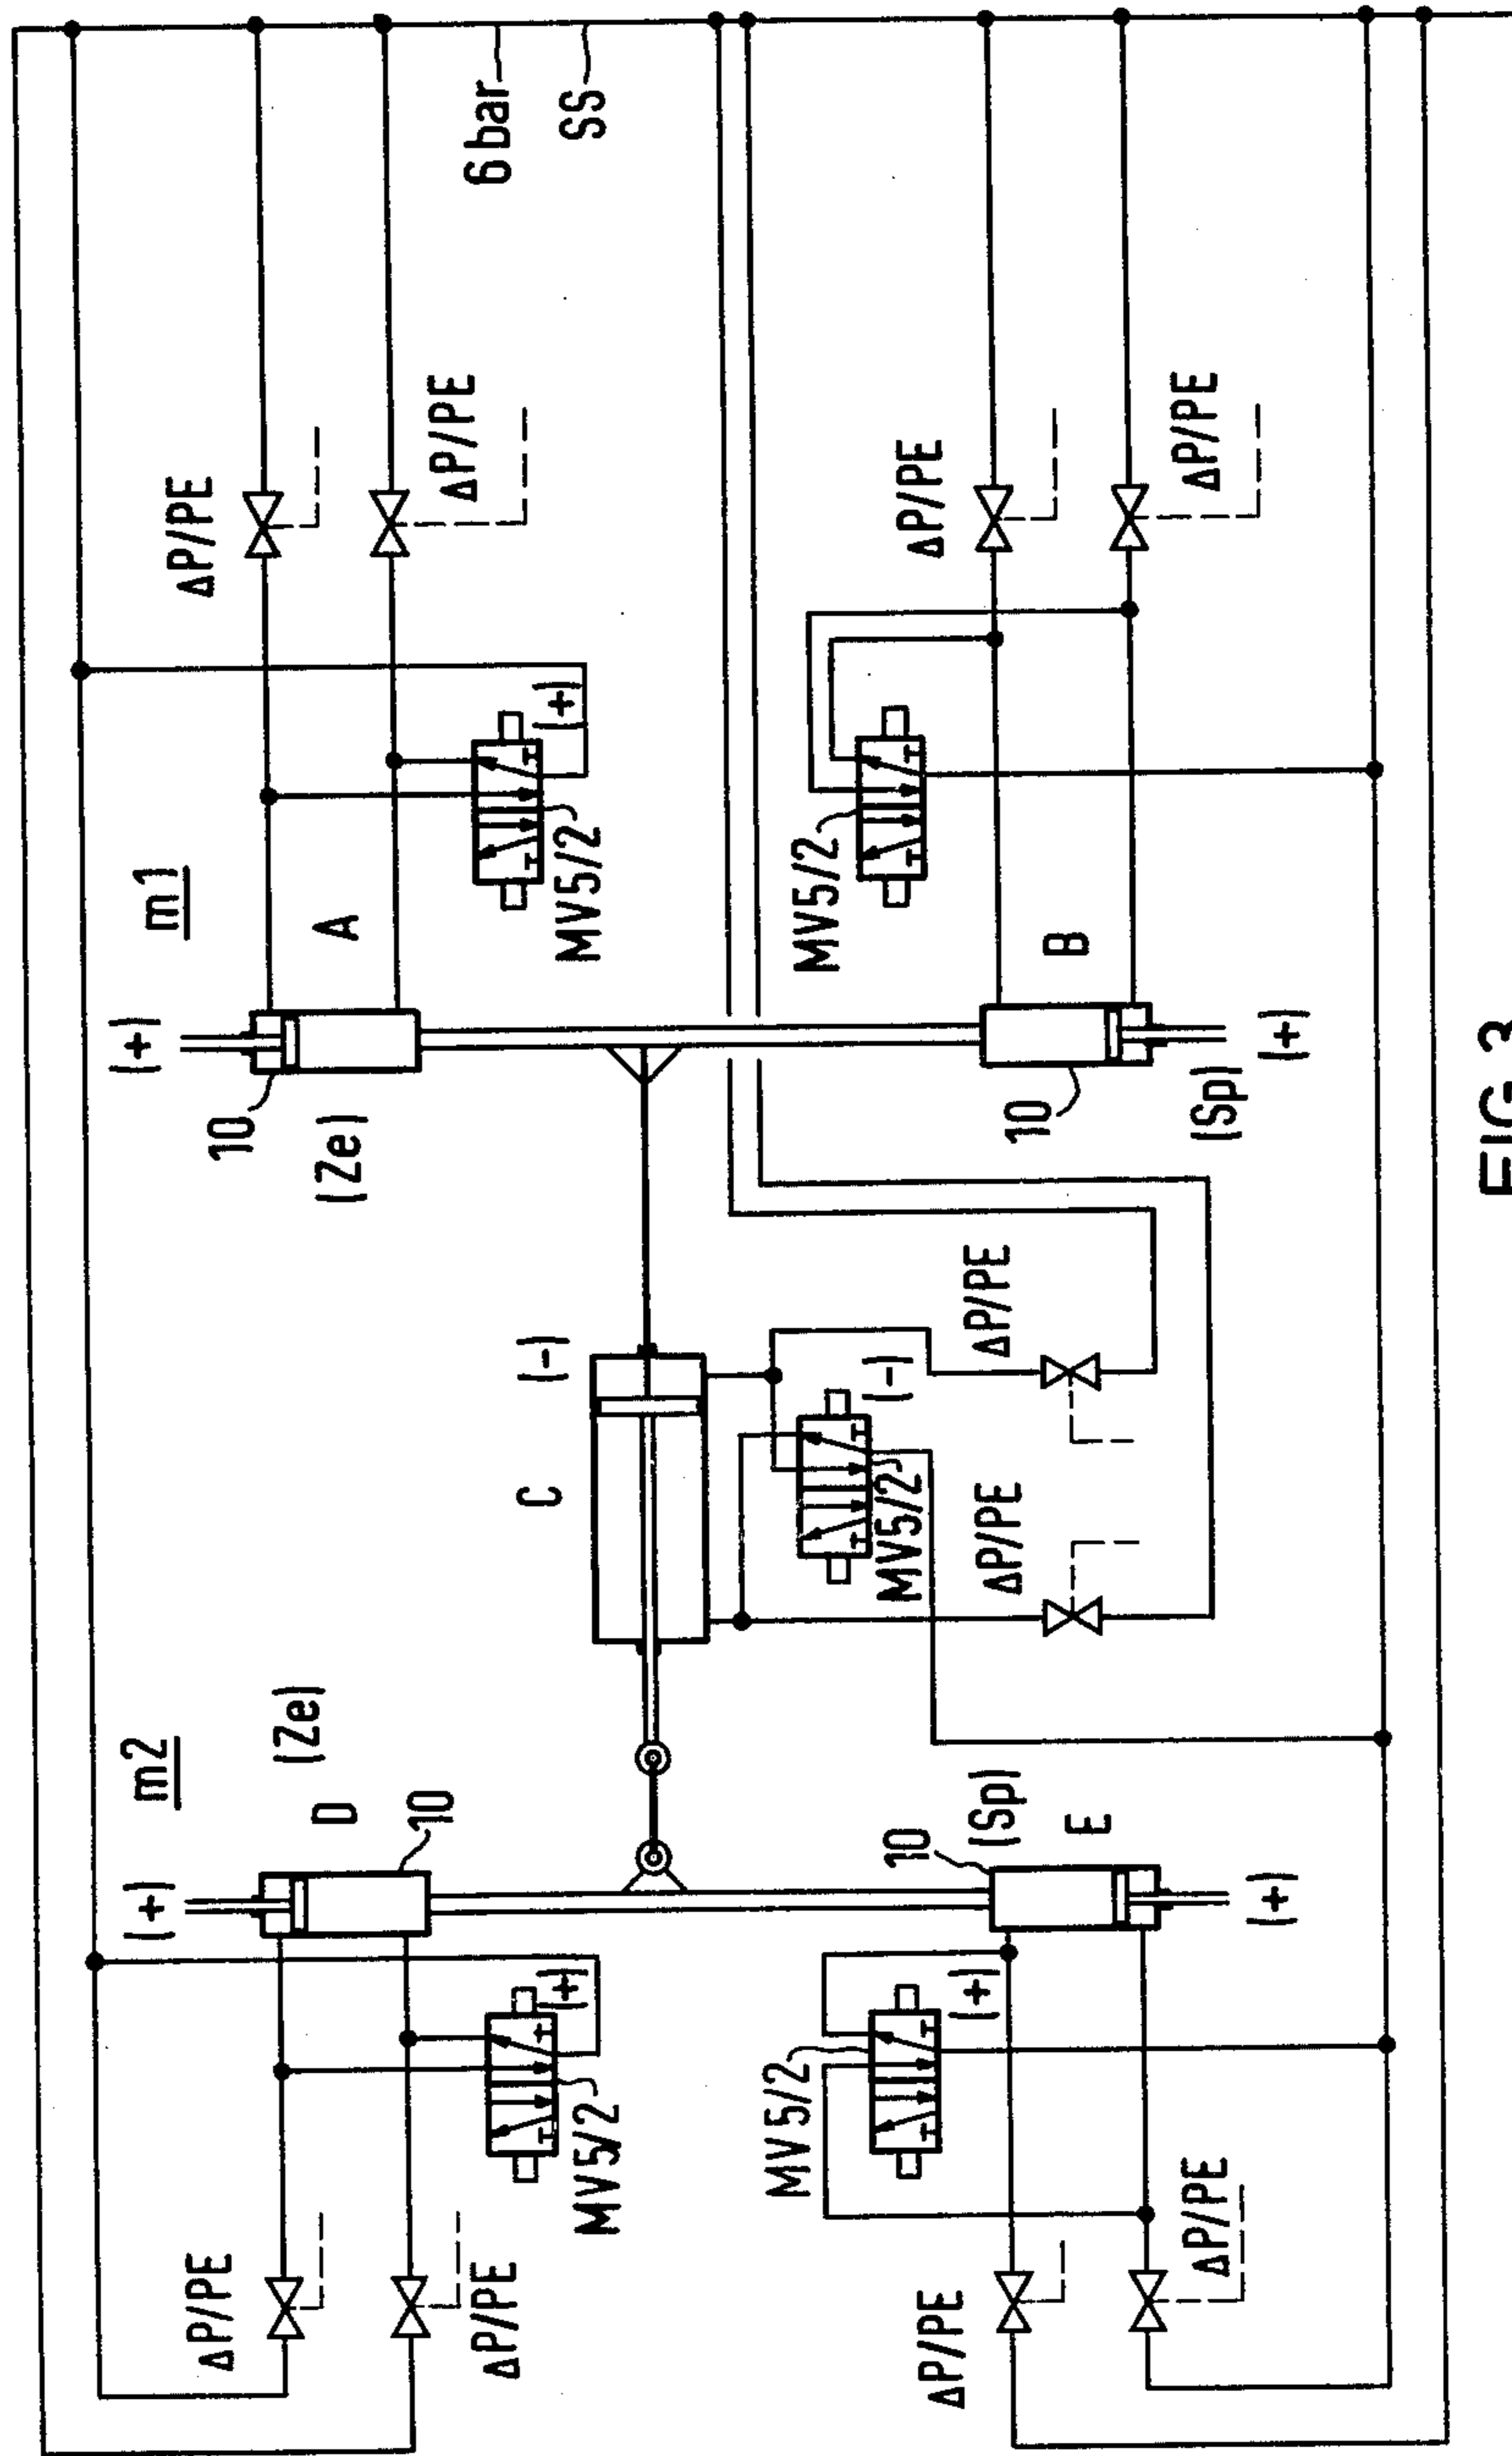 6 bar
SS
ΔP/PE
ΔP/PE
m1
A
(+)
MV5/2
(+)
10
(Ze)
ΔP/PE
ΔP/PE
MV5/2
B
10
(Sp)
(+)
C
(-)
(-)
MV5/2
ΔP/PE
ΔP/PE
m2
(Ze)
D
10
(+)
(+)
MV5/2
ΔP/PE
ΔP/PE
10
(Sp)
E
(+)
(+)
MV5/2
ΔP/PE
ΔP/PE
FIG. 3